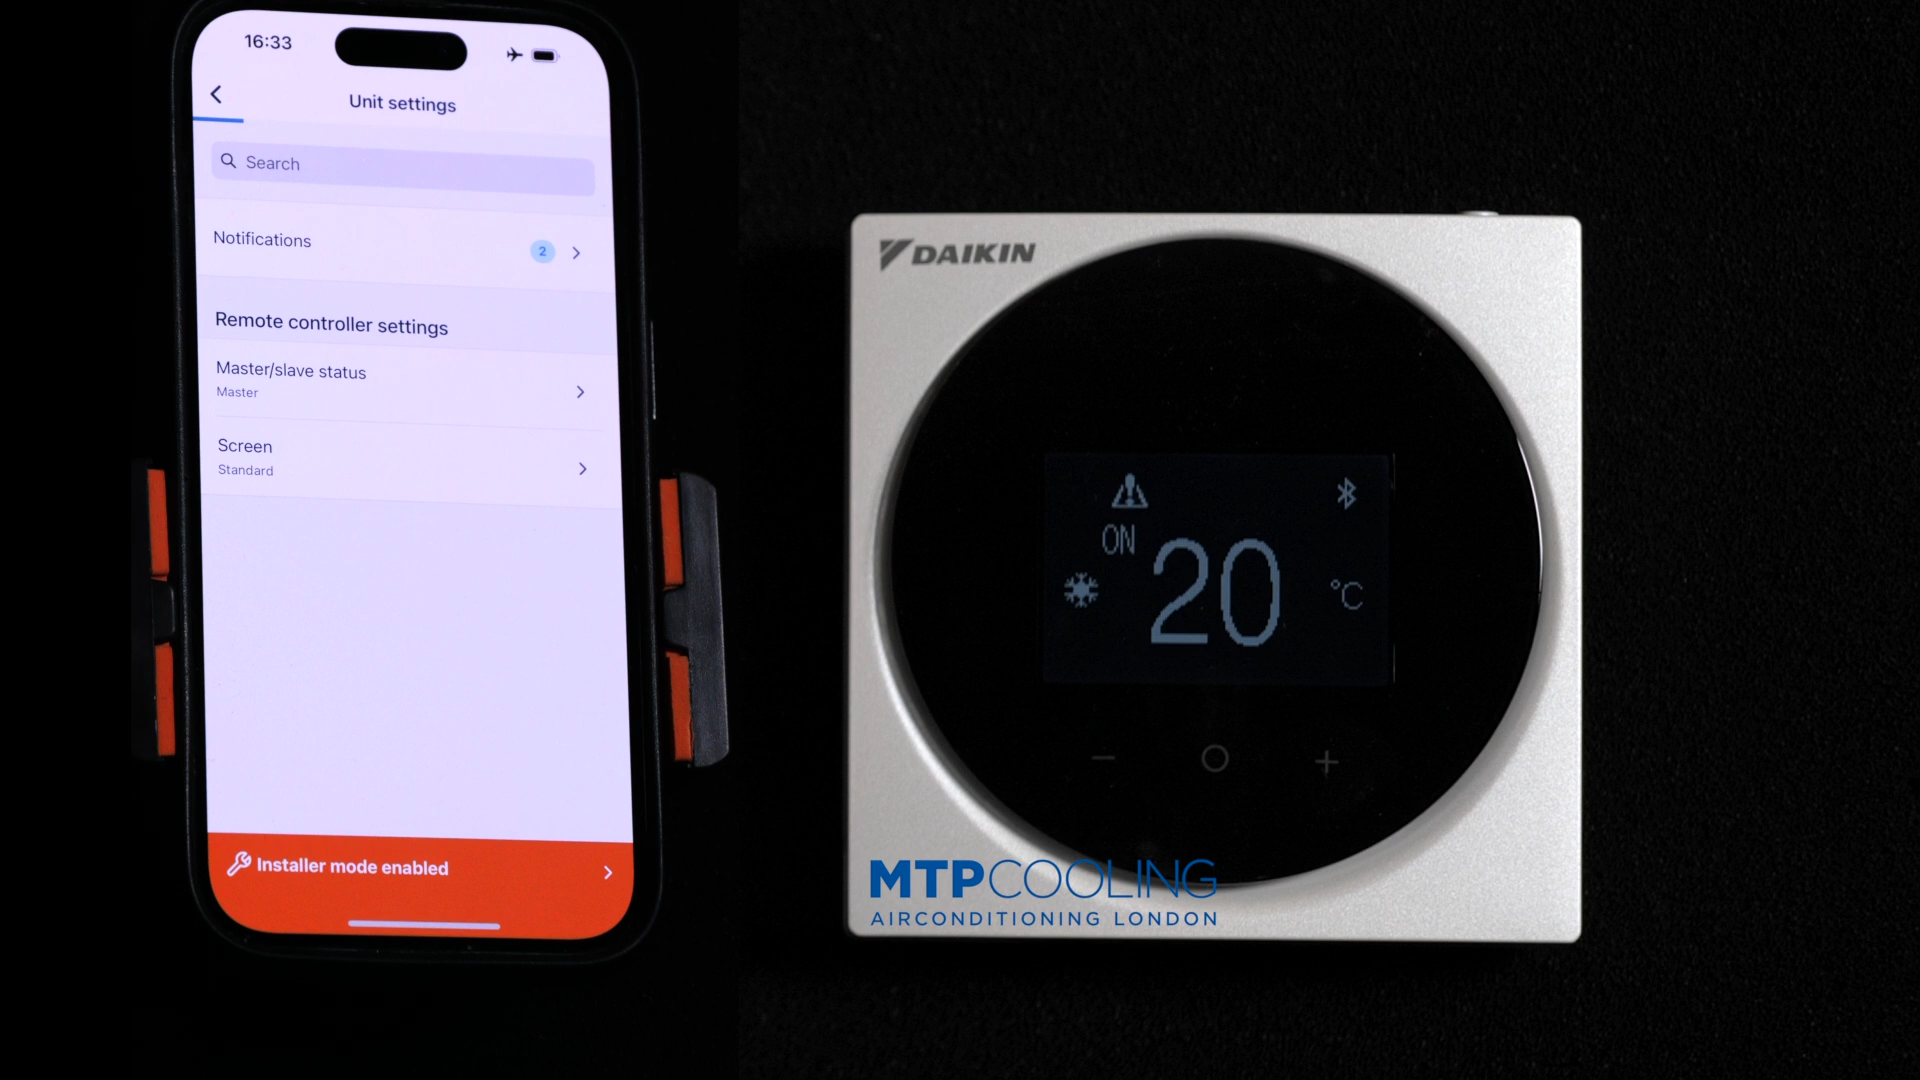 16:33
Unit settings
Search
Notifications
2
Remote controller settings
Master/slave status
Master
Screen
Standard
Installer mode enabled
DAIKIN
ON
20
°C
MTPCOOLING
AIRCONDITIONING LONDON